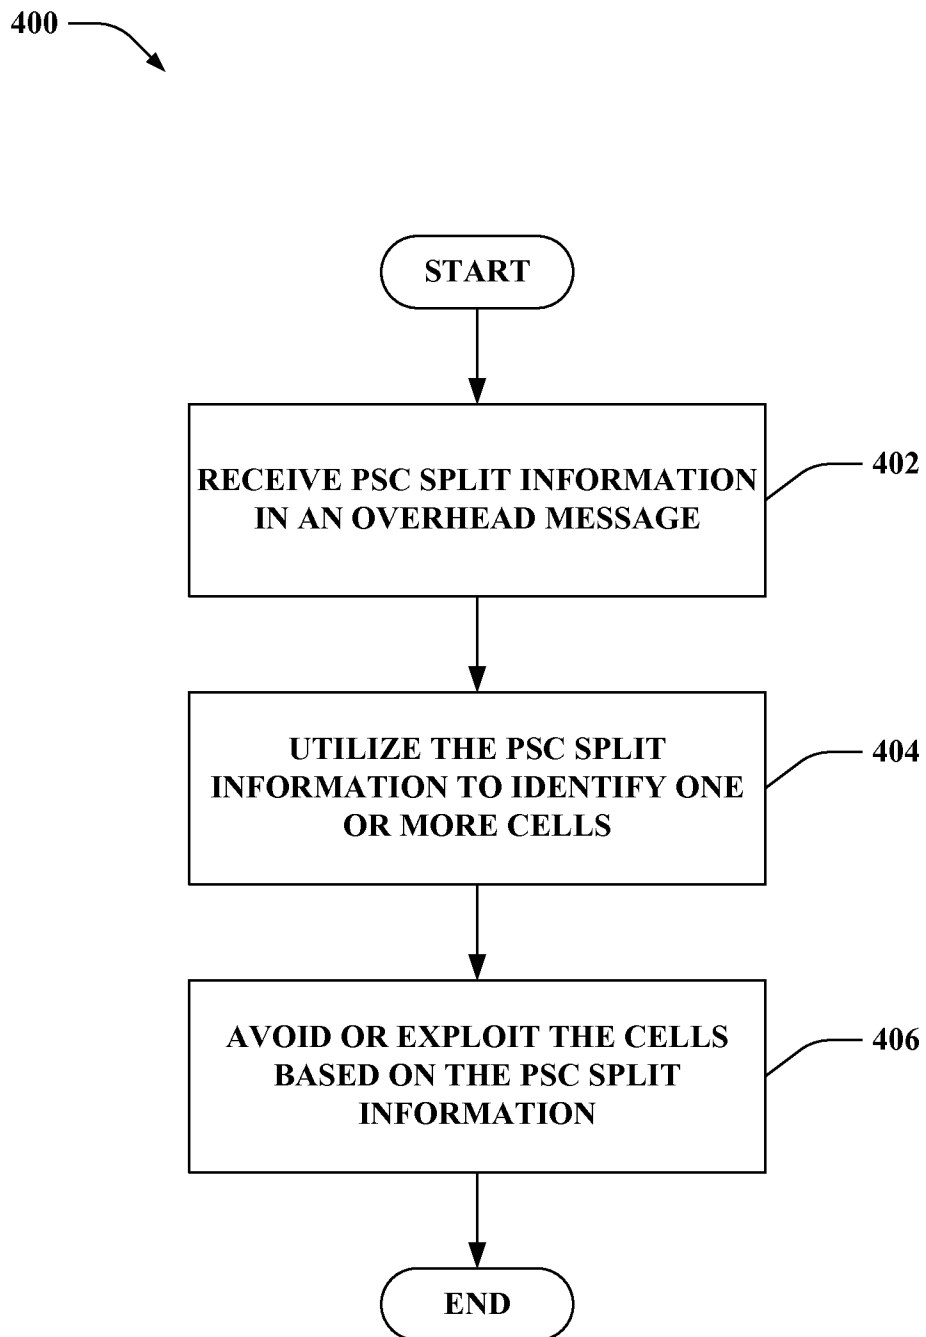 400
START
RECEIVE PSC SPLIT INFORMATION
IN AN OVERHEAD MESSAGE
402
UTILIZE THE PSC SPLIT
INFORMATION TO IDENTIFY ONE
OR MORE CELLS
404
AVOID OR EXPLOIT THE CELLS
BASED ON THE PSC SPLIT
INFORMATION
406
END